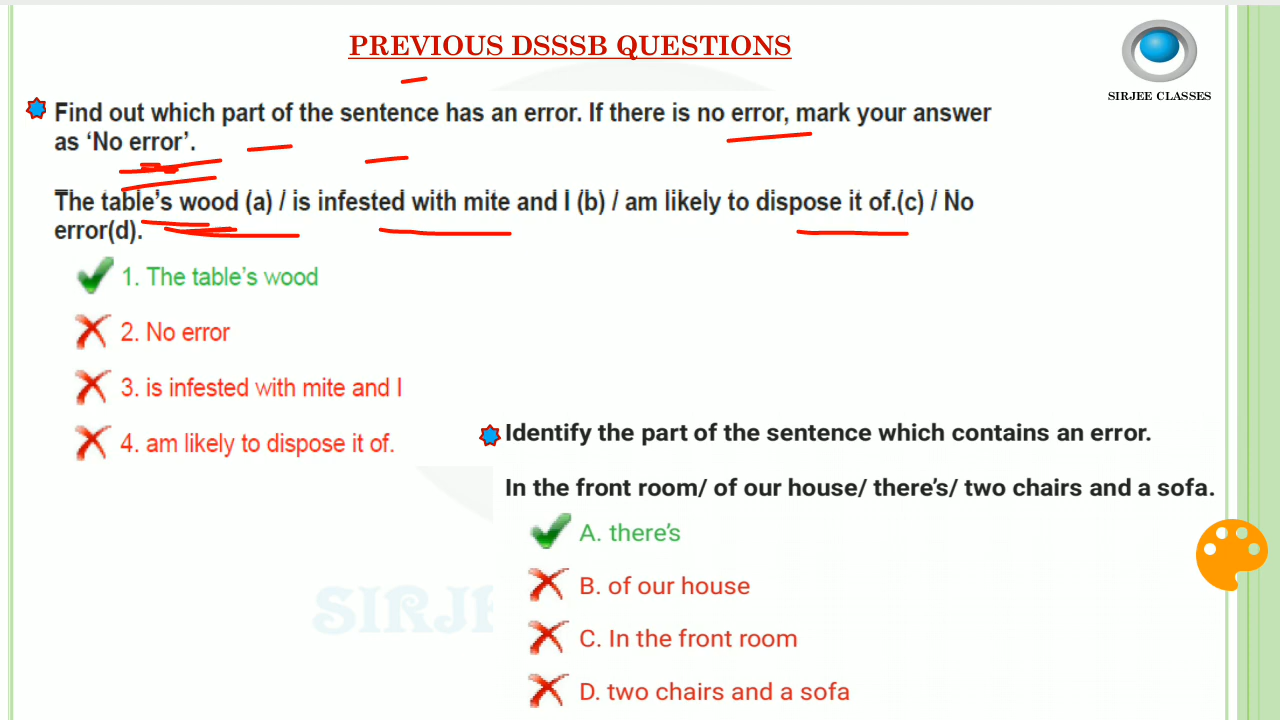 PREVIOUS DSSSB QUESTIONS
SIRJEE CLASSES
Find out which part of the sentence has an error. If there is no error, mark your answer
as ‘No error’.
The table’s wood (a) / is infested with mite and I (b) / am likely to dispose it of.(c) / No
error(d).
1. The table’s wood
2. No error
3. is infested with mite and I
4. am likely to dispose it of.
Identify the part of the sentence which contains an error.
In the front room/ of our house/ there’s/ two chairs and a sofa.
A. there’s
B. of our house
C. In the front room
D. two chairs and a sofa
SIRJE